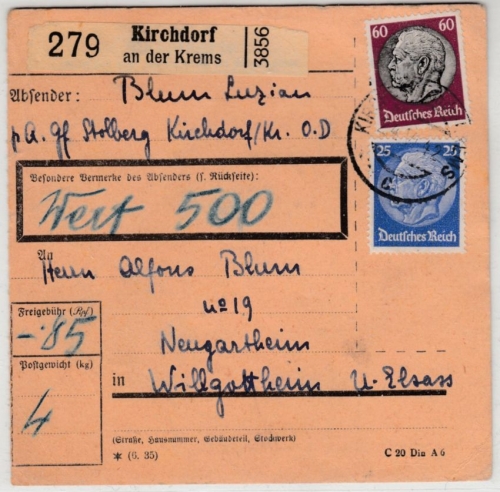 279
Kirchdorf
an der Krems
3856
60 60
Deutsches Reich
25 25
Deutsches Reich
Absender: Blum Luzian
p A. Gf Stolberg Kirchdorf/Kr. O.D
Besondere Vermerke des Absenders (s. Rückseite):
Wert 500
An
Herrn Alfons Blum
No 19
Neugartheim
in Willgottheim U-Elsass
Freigebühr (Rpf)
-.85
Postgewicht (kg)
4
(Straße, Hausnummer, Gebäudeteil, Stockwerk)
* (6. 35)
C 20 Din A 6